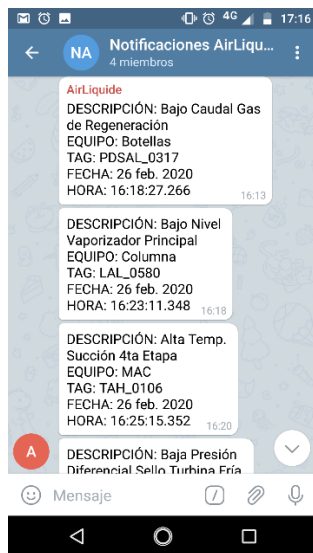 4G 17:16
NA Notificaciones AirLiqu...
4 miembros
AirLiquide
DESCRIPCIÓN: Bajo Caudal Gas
de Regeneración
EQUIPO: Botellas
TAG: PDSAL_0317
FECHA: 26 feb. 2020
HORA: 16:18:27.266
16:13
DESCRIPCIÓN: Bajo Nivel
Vaporizador Principal
EQUIPO: Columna
TAG: LAL_0580
FECHA: 26 feb. 2020
HORA: 16:23:11.348
16:18
DESCRIPCIÓN: Alta Temp.
Succión 4ta Etapa
EQUIPO: MAC
TAG: TAH_0106
FECHA: 26 feb. 2020
HORA: 16:25:15.352
16:20
A
DESCRIPCIÓN: Baja Presión
Diferencial Sello Turbina Fría
Mensaje